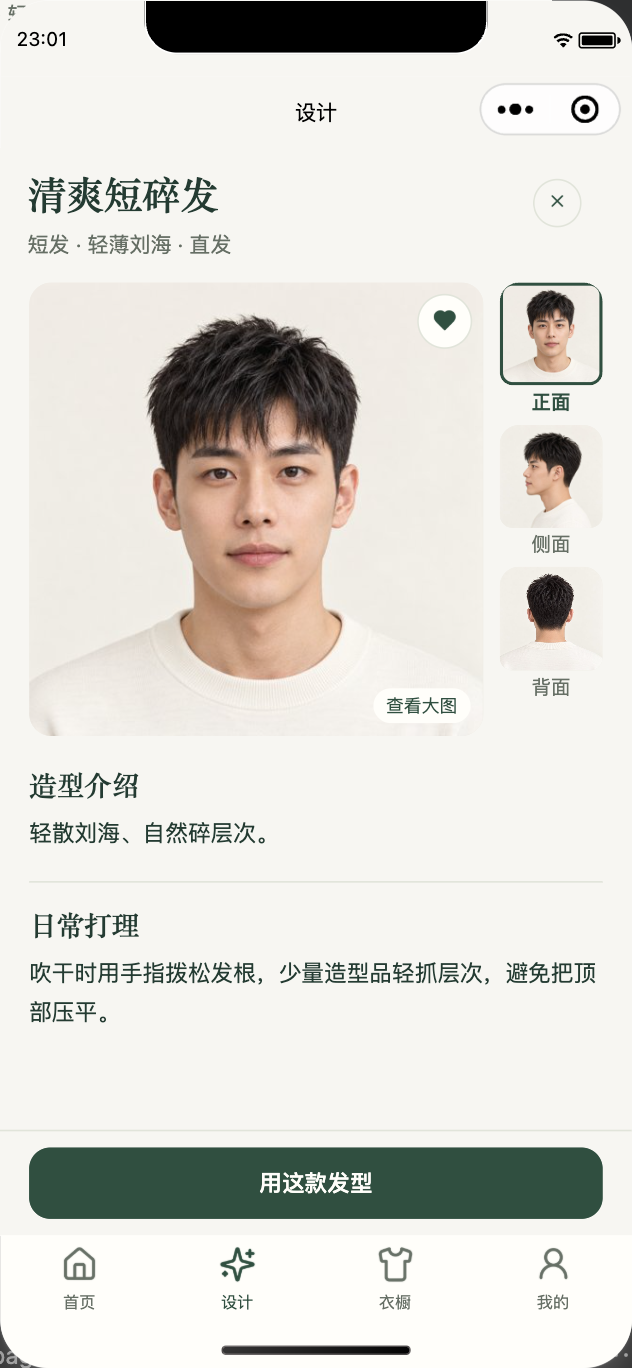 23:01
设计
清爽短碎发
短发 · 轻薄刘海 · 直发
正面
侧面
背面
查看大图
造型介绍
轻散刘海、自然碎层次。
日常打理
吹干时用手指拨松发根，少量造型品轻抓层次，避免把顶
部压平。
用这款发型
首页
设计
衣橱
我的